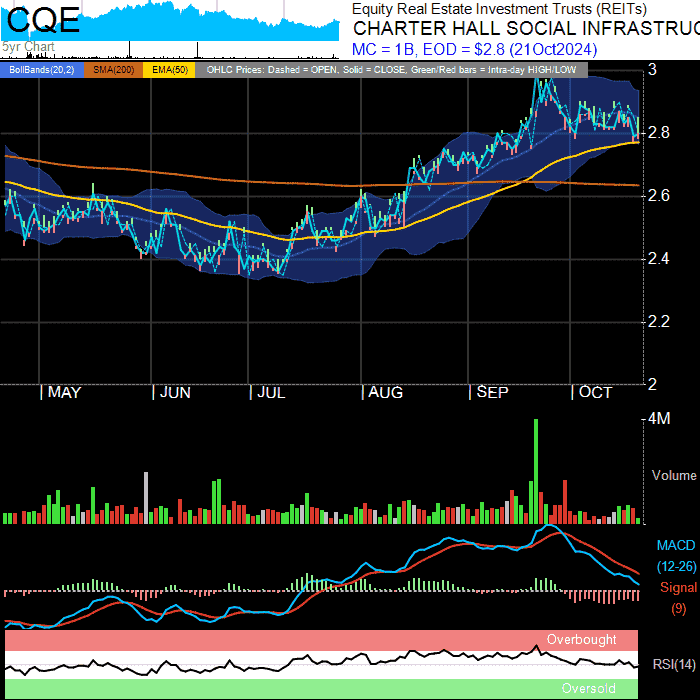 CQE
5yr Chart
Equity Real Estate Investment Trusts (REITs)
CHARTER HALL SOCIAL INFRASTRUC
MC = 1B, EOD = $2.8 (21Oct2024)
BollBands(20,2) SMA(200) EMA(50) OHLC Prices: Dashed = OPEN, Solid = CLOSE, Green/Red bars = Intra-day HIGH/LOW
3
2.8
2.6
2.4
2.2
2
MAY JUN JUL AUG SEP OCT
4M
Volume
MACD
(12-26)
Signal
(9)
Overbought
RSI(14)
Oversold